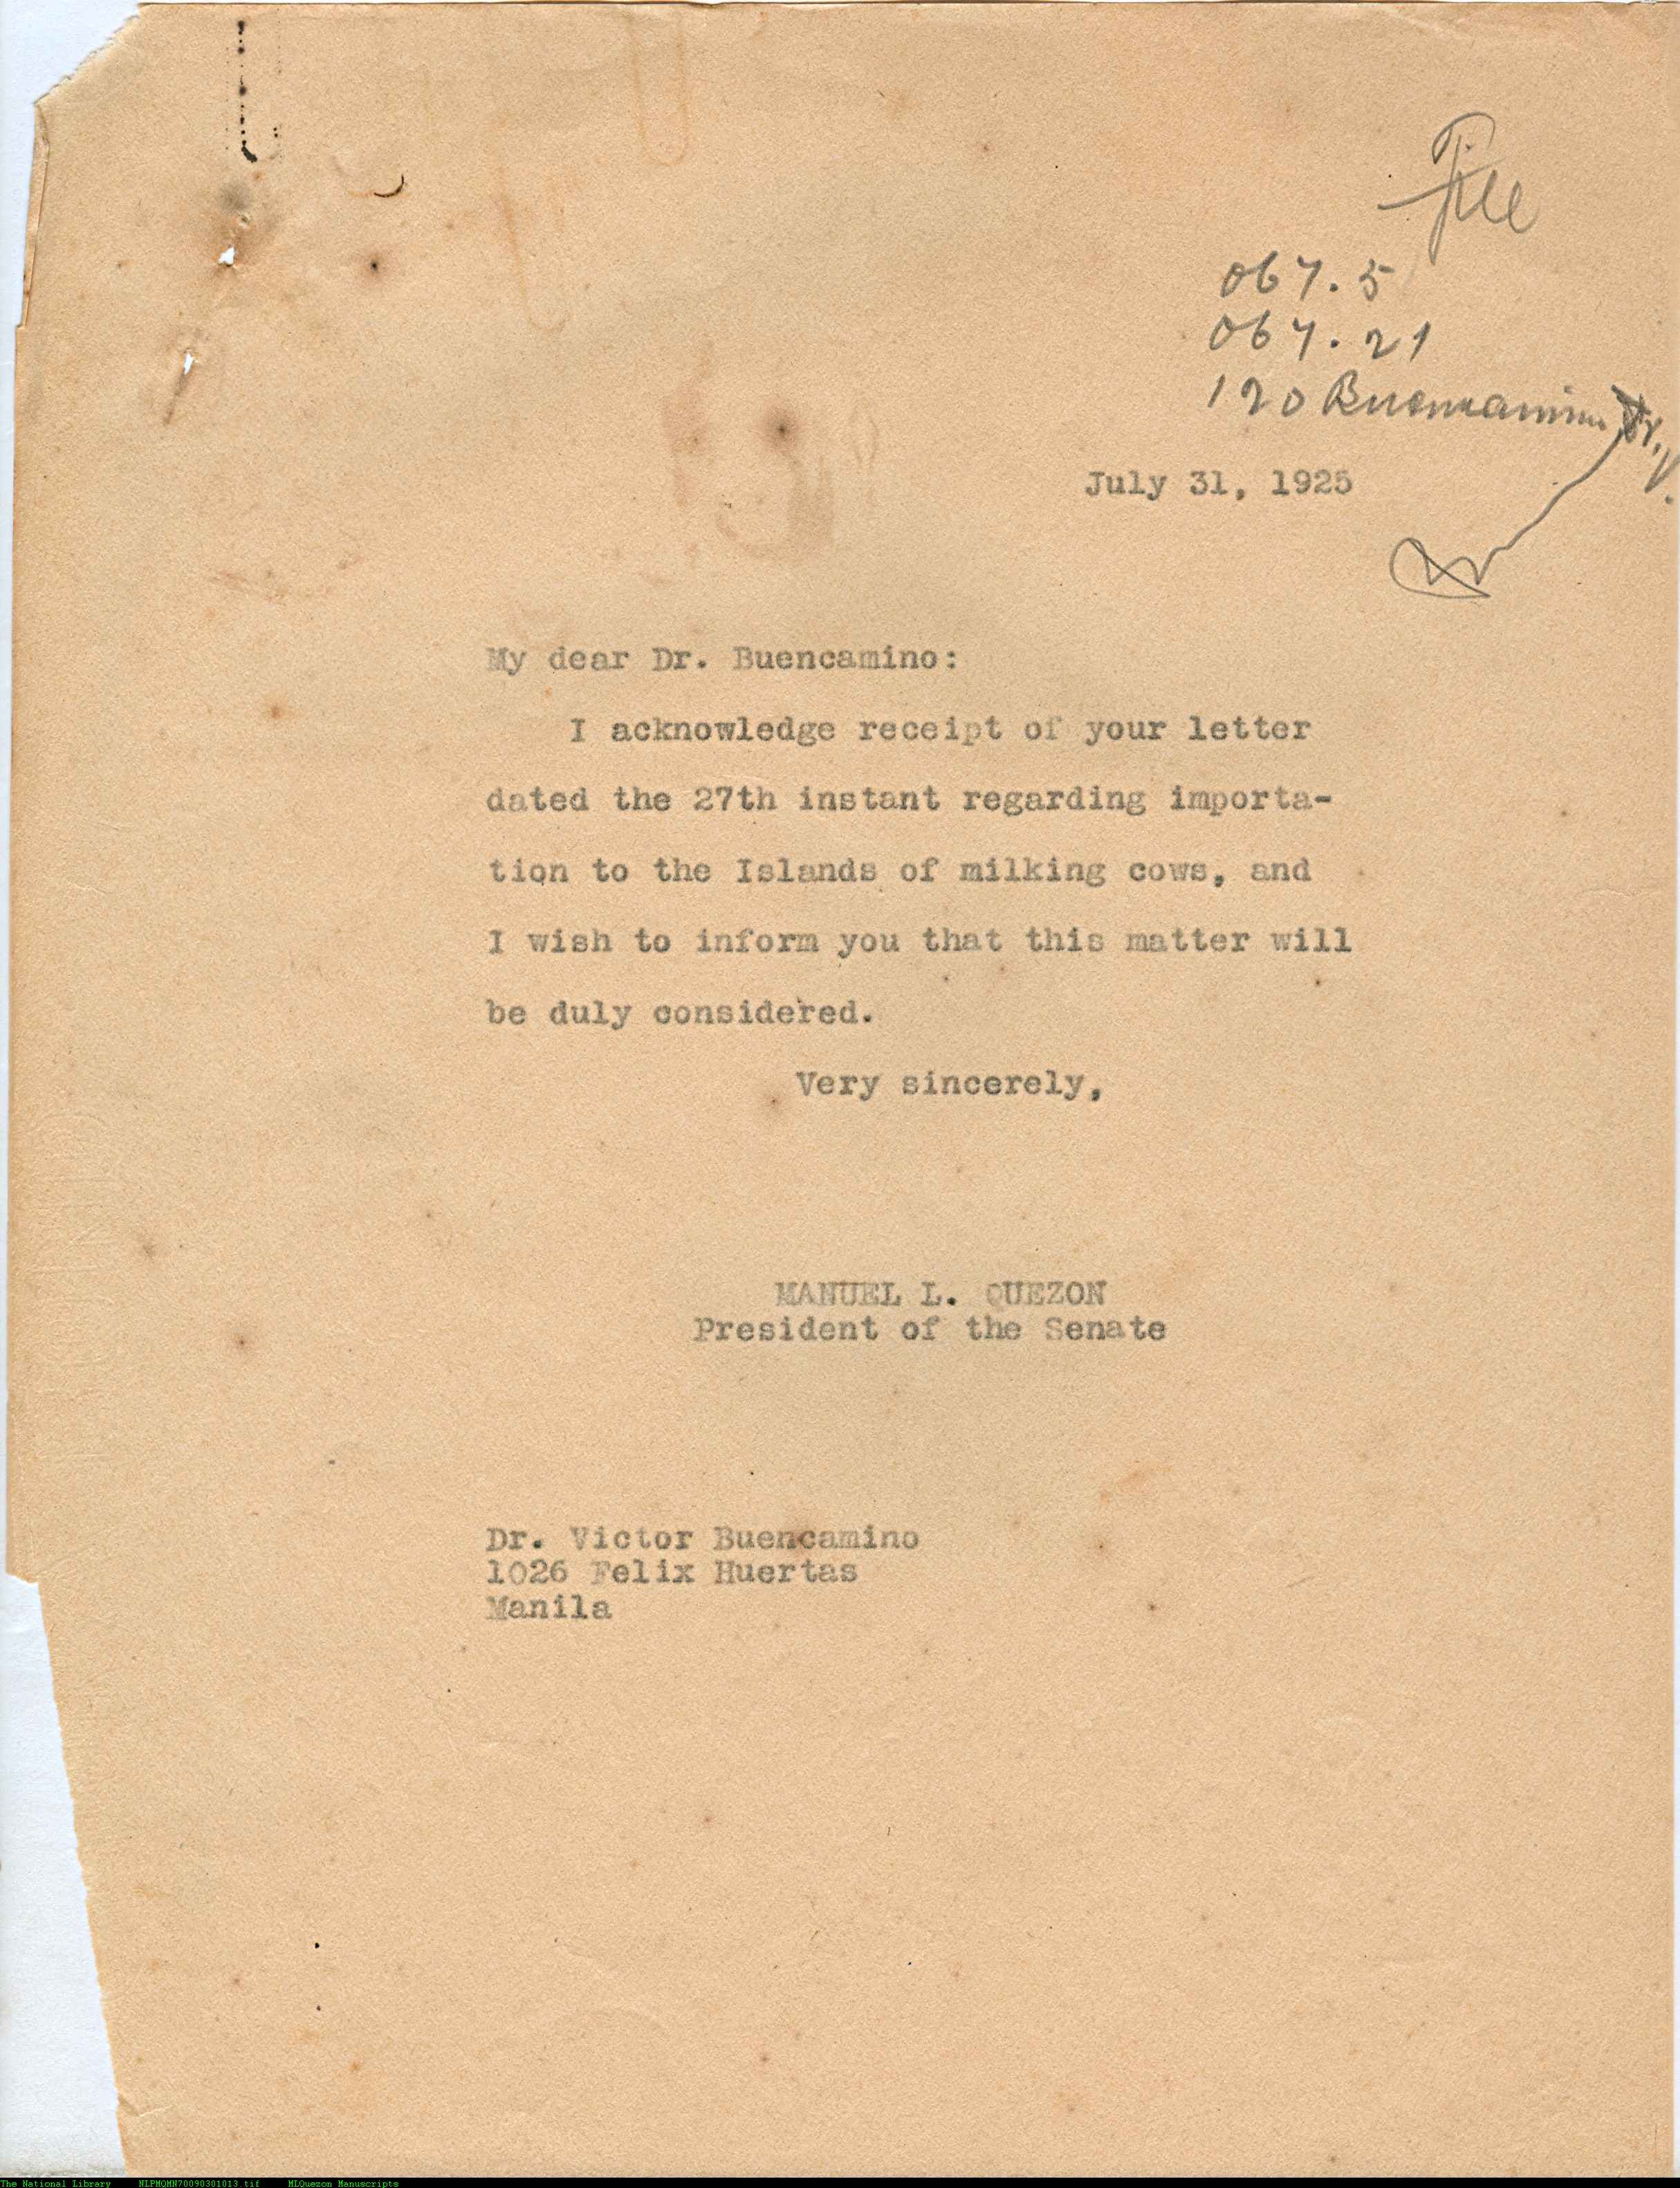 File
067.5
067.21
120 Buencamino, Dr. V.
July 31, 1925
My dear Dr. Buencamino:
I acknowledge receipt of your letter
dated the 27th instant regarding importa-
tion to the Islands of milking cows, and
I wish to inform you that this matter will
be duly considered.
Very sincerely,
MANUEL L. QUEZON
President of the Senate
Dr. Victor Buencamino
1026 Felix Huertas
Manila
The National Library NLPMQMN70090301013.tif MLQuezon Manuscripts